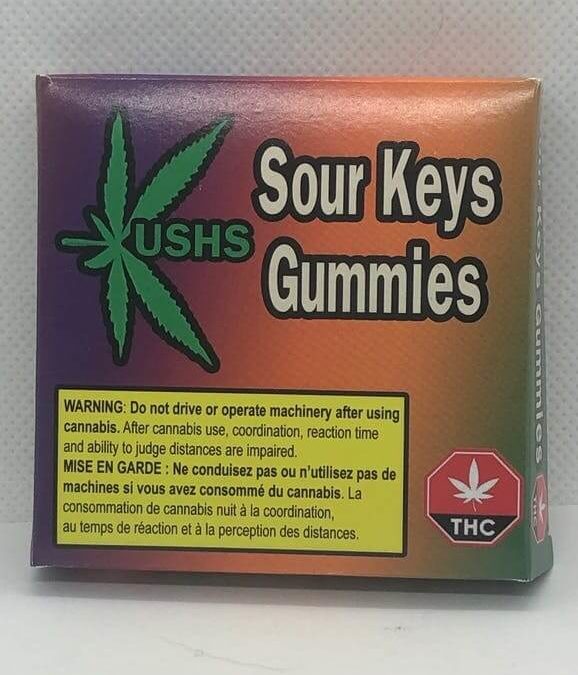 KUSHS
Sour Keys
Gummies
WARNING: Do not drive or operate machinery after using
cannabis. After cannabis use, coordination, reaction time
and ability to judge distances are impaired.
MISE EN GARDE : Ne conduisez pas ou n'utilisez pas de
machines si vous avez consommé du cannabis. La
consommation de cannabis nuit à la coordination,
au temps de réaction et à la perception des distances.
THC
Sour Keys Gummies